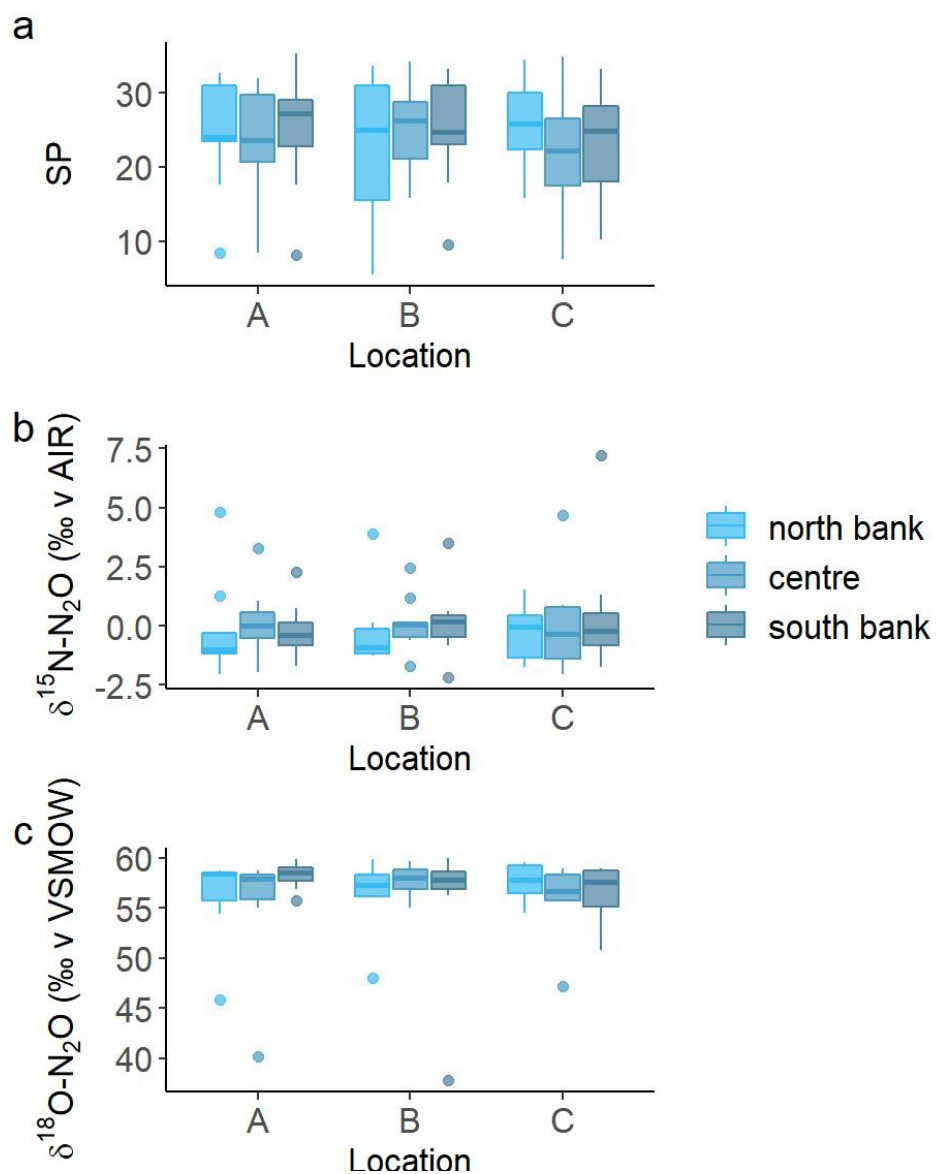 a
SP
30
20
10
A B C
Location
b
δ¹⁵N-N₂O (‰ v AIR)
7.5
5.0
2.5
0.0
-2.5
A B C
Location
north bank
centre
south bank
c
δ¹⁸O-N₂O (‰ v VSMOW)
60
55
50
45
40
A B C
Location